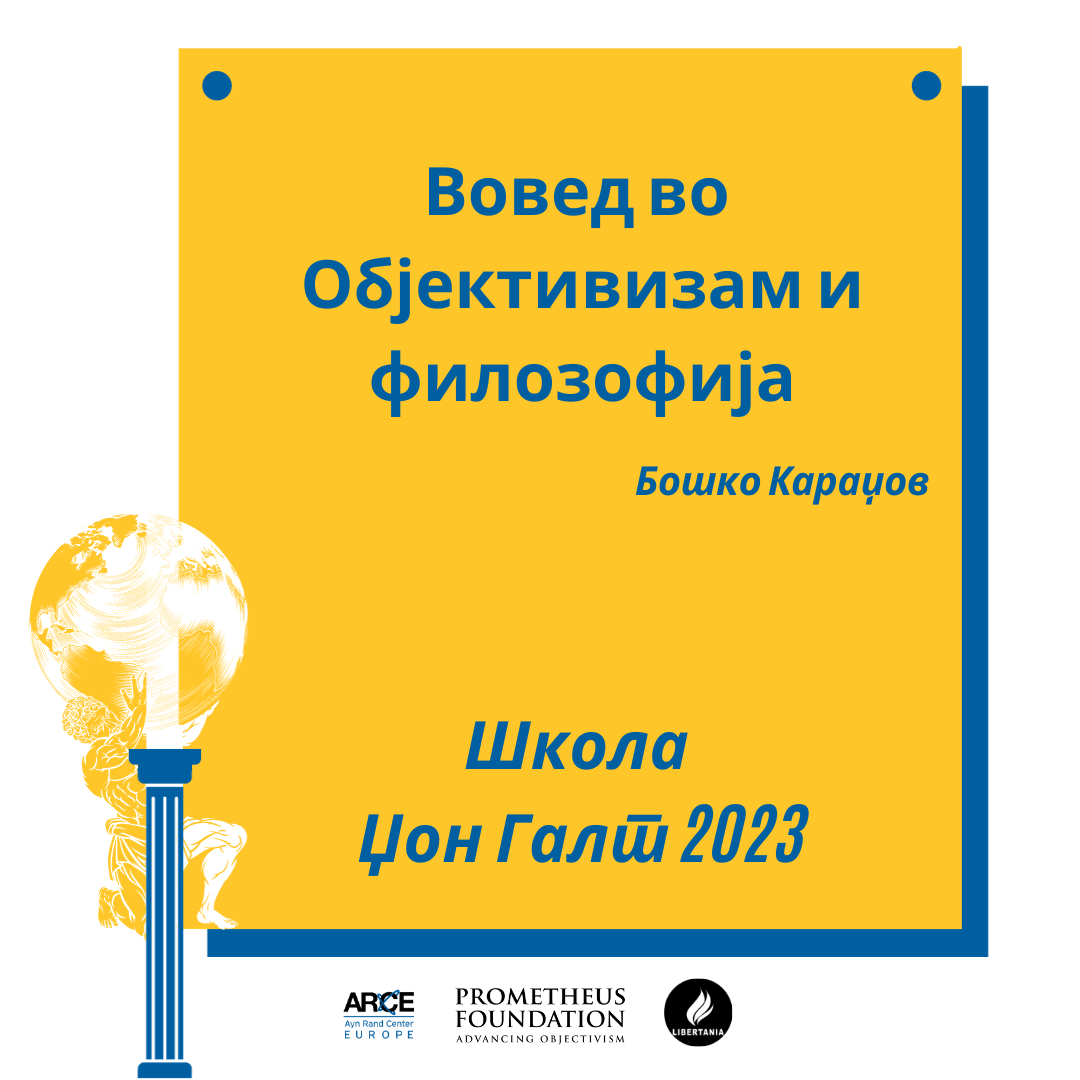 Вовед во
Објективизам и
филозофија
Бошко Караџов
Школа
Џон Галт 2023
ARCE
Ayn Rand Center
EUROPE
PROMETHEUS
FOUNDATION
ADVANCING OBJECTIVISM
LIBERTANIA